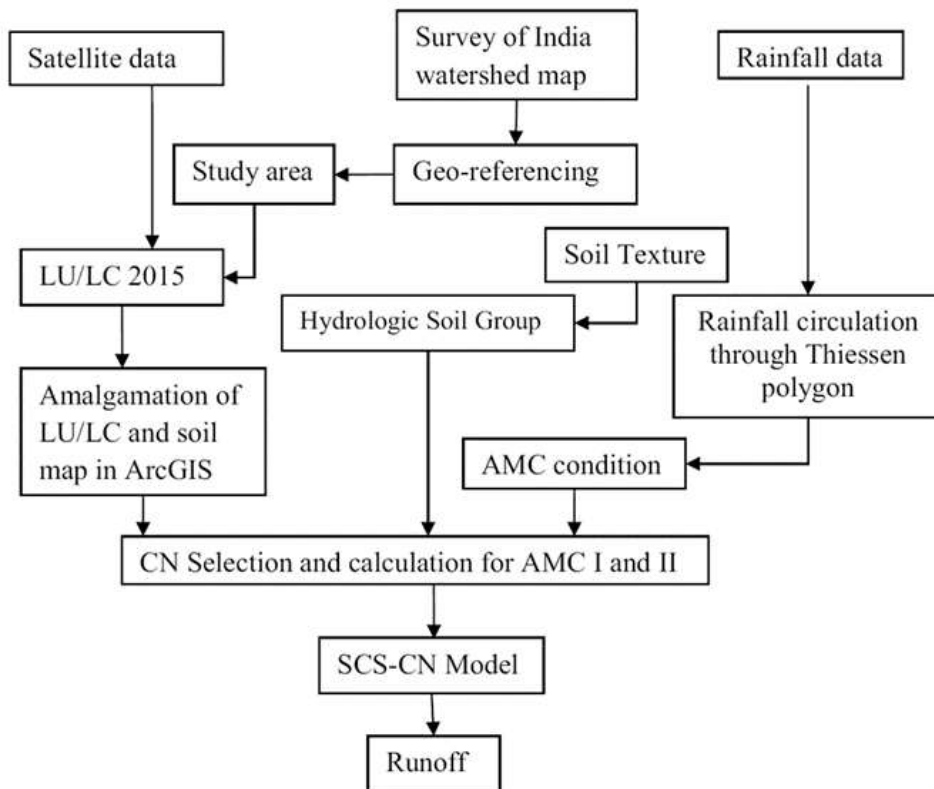 Satellite data
Survey of India
watershed map
Rainfall data
Study area
Geo-referencing
Soil Texture
LU/LC 2015
Hydrologic Soil Group
Rainfall circulation
through Thiessen
polygon
Amalgamation of
LU/LC and soil
map in ArcGIS
AMC condition
CN Selection and calculation for AMC I and II
SCS-CN Model
Runoff